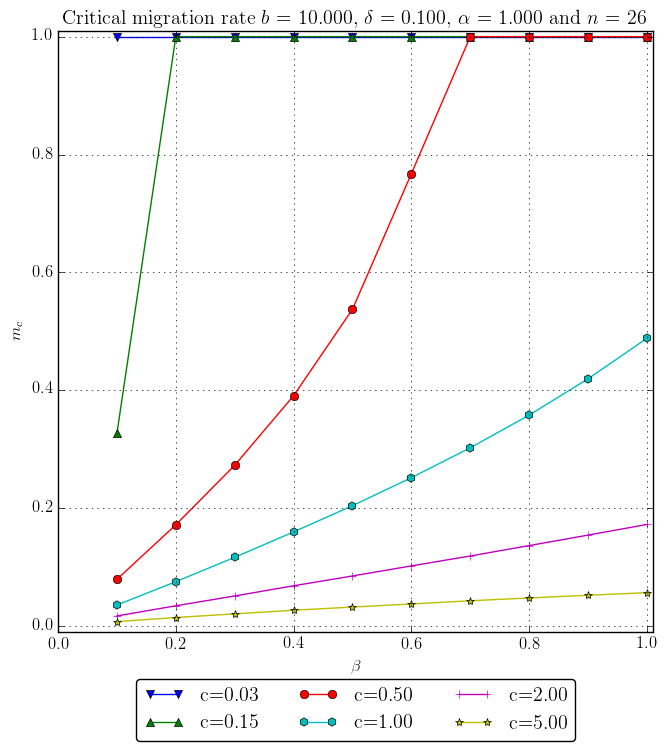 Critical migration rate b = 10.000, δ = 0.100, α = 1.000 and n = 26
1.0
0.8
0.6
0.4
0.2
0.0
m_c
0.0 0.2 0.4 0.6 0.8 1.0
β
c=0.03 c=0.50 c=2.00
c=0.15 c=1.00 c=5.00